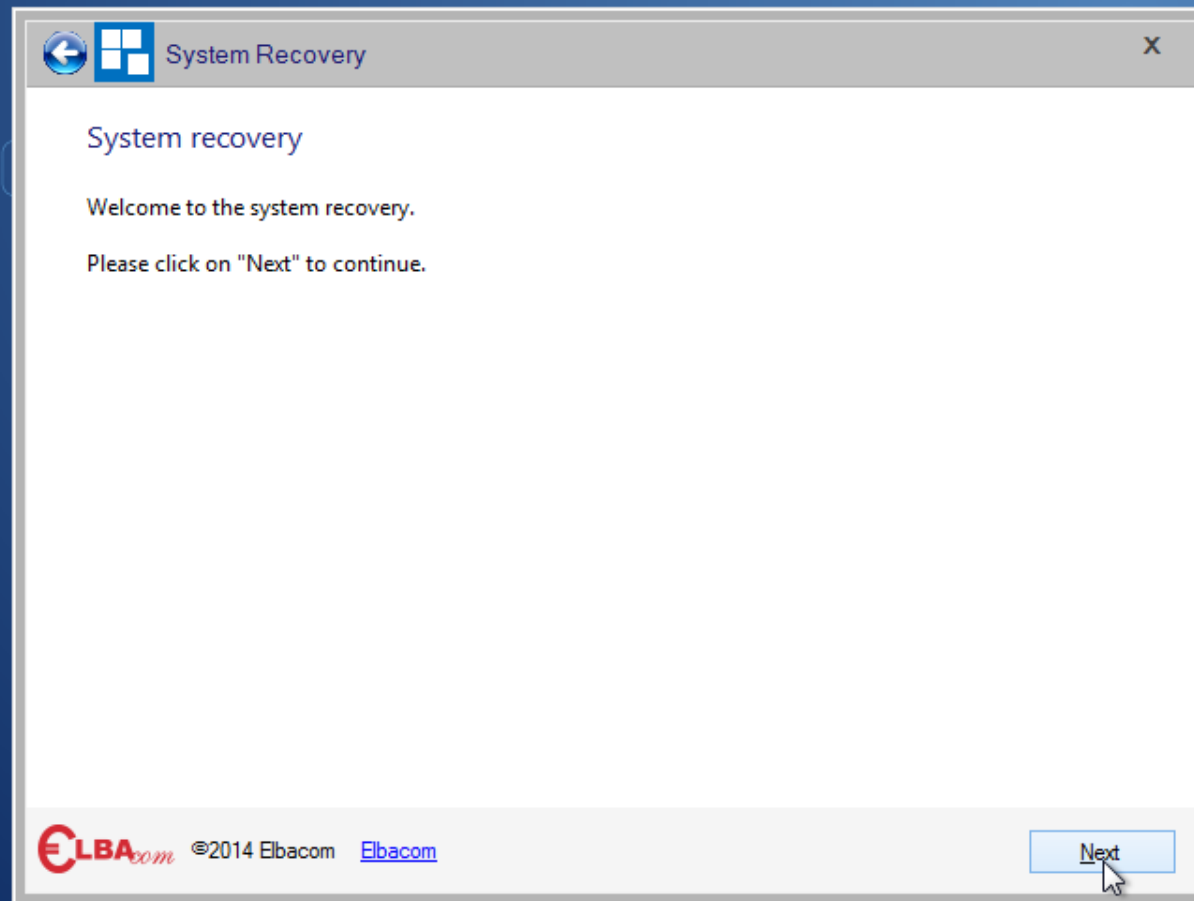 System Recovery
X
System recovery
Welcome to the system recovery.
Please click on "Next" to continue.
€LBAcom ©2014 Elbacom Elbacom
Next